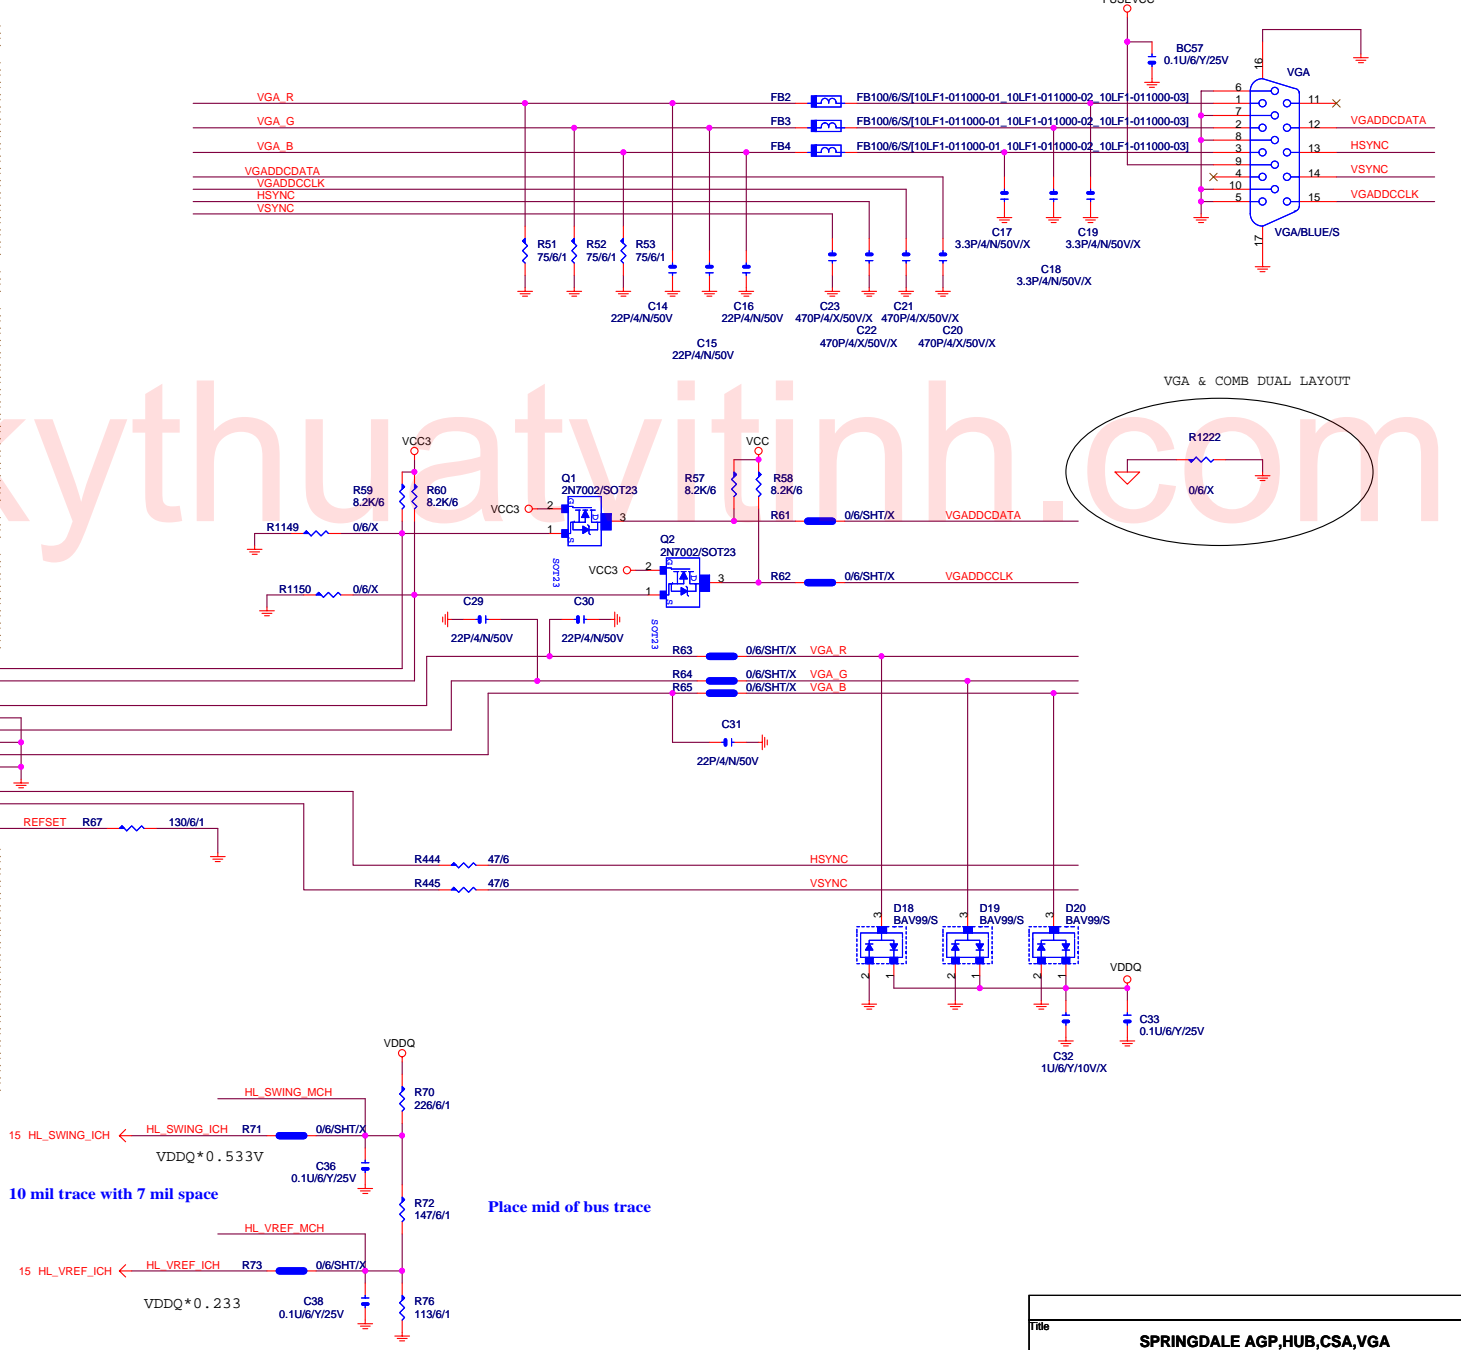 BC57
0.1U/6/Y/25V
16
VGA
VGA_R
FB2
FB100/6/S/[10LF1-011000-01_10LF1-011000-02_10LF1-011000-03]
6
1
11
VGA_G
FB3
FB100/6/S/[10LF1-011000-01_10LF1-011000-02_10LF1-011000-03]
7
2
12
VGADDCDATA
VGA_B
FB4
FB100/6/S/[10LF1-011000-01_10LF1-011000-02_10LF1-011000-03]
8
3
13
HSYNC
9
4
14
VSYNC
10
5
15
VGADDCCLK
VGADDCDATA
VGADDCCLK
HSYNC
VSYNC
17
VGA/BLUE/S
R51
75/6/1
R52
75/6/1
R53
75/6/1
C17
3.3P/4/N/50V/X
C19
3.3P/4/N/50V/X
C18
3.3P/4/N/50V/X
C14
22P/4/N/50V
C16
22P/4/N/50V
C23
470P/4/X/50V/X
C21
470P/4/X/50V/X
C22
470P/4/X/50V/X
C20
470P/4/X/50V/X
C15
22P/4/N/50V
VGA & COMB DUAL LAYOUT
kythuatvitinh.com
R1222
0/6/X
VCC3
VCC
R59
8.2K/6
R60
8.2K/6
Q1
2N7002/SOT23
R57
8.2K/6
R58
8.2K/6
VCC3
2
G
D
S
1
3
R61
0/6/SHT/X
VGADDCDATA
R1149
0/6/X
SOT23
Q2
2N7002/SOT23
VCC3
2
G
D
S
1
3
R62
0/6/SHT/X
VGADDCCLK
R1150
0/6/X
SOT23
C29
22P/4/N/50V
C30
22P/4/N/50V
R63
0/6/SHT/X
VGA_R
R64
0/6/SHT/X
VGA_G
R65
0/6/SHT/X
VGA_B
C31
22P/4/N/50V
REFSET
R67
130/6/1
R444
47/6
HSYNC
R445
47/6
VSYNC
3
D18
BAV99/S
2
1
3
D19
BAV99/S
2
1
3
D20
BAV99/S
2
1
VDDQ
C33
0.1U/6/Y/25V
C32
1U/6/Y/10V/X
VDDQ
HL_SWING_MCH
R70
226/6/1
15 HL_SWING_ICH
HL_SWING_ICH
R71
0/6/SHT/X
VDDQ*0.533V
C36
0.1U/6/Y/25V
10 mil trace with 7 mil space
R72
147/6/1
Place mid of bus trace
HL_VREF_MCH
15 HL_VREF_ICH
HL_VREF_ICH
R73
0/6/SHT/X
VDDQ*0.233
C38
0.1U/6/Y/25V
R76
113/6/1
Title
SPRINGDALE AGP,HUB,CSA,VGA